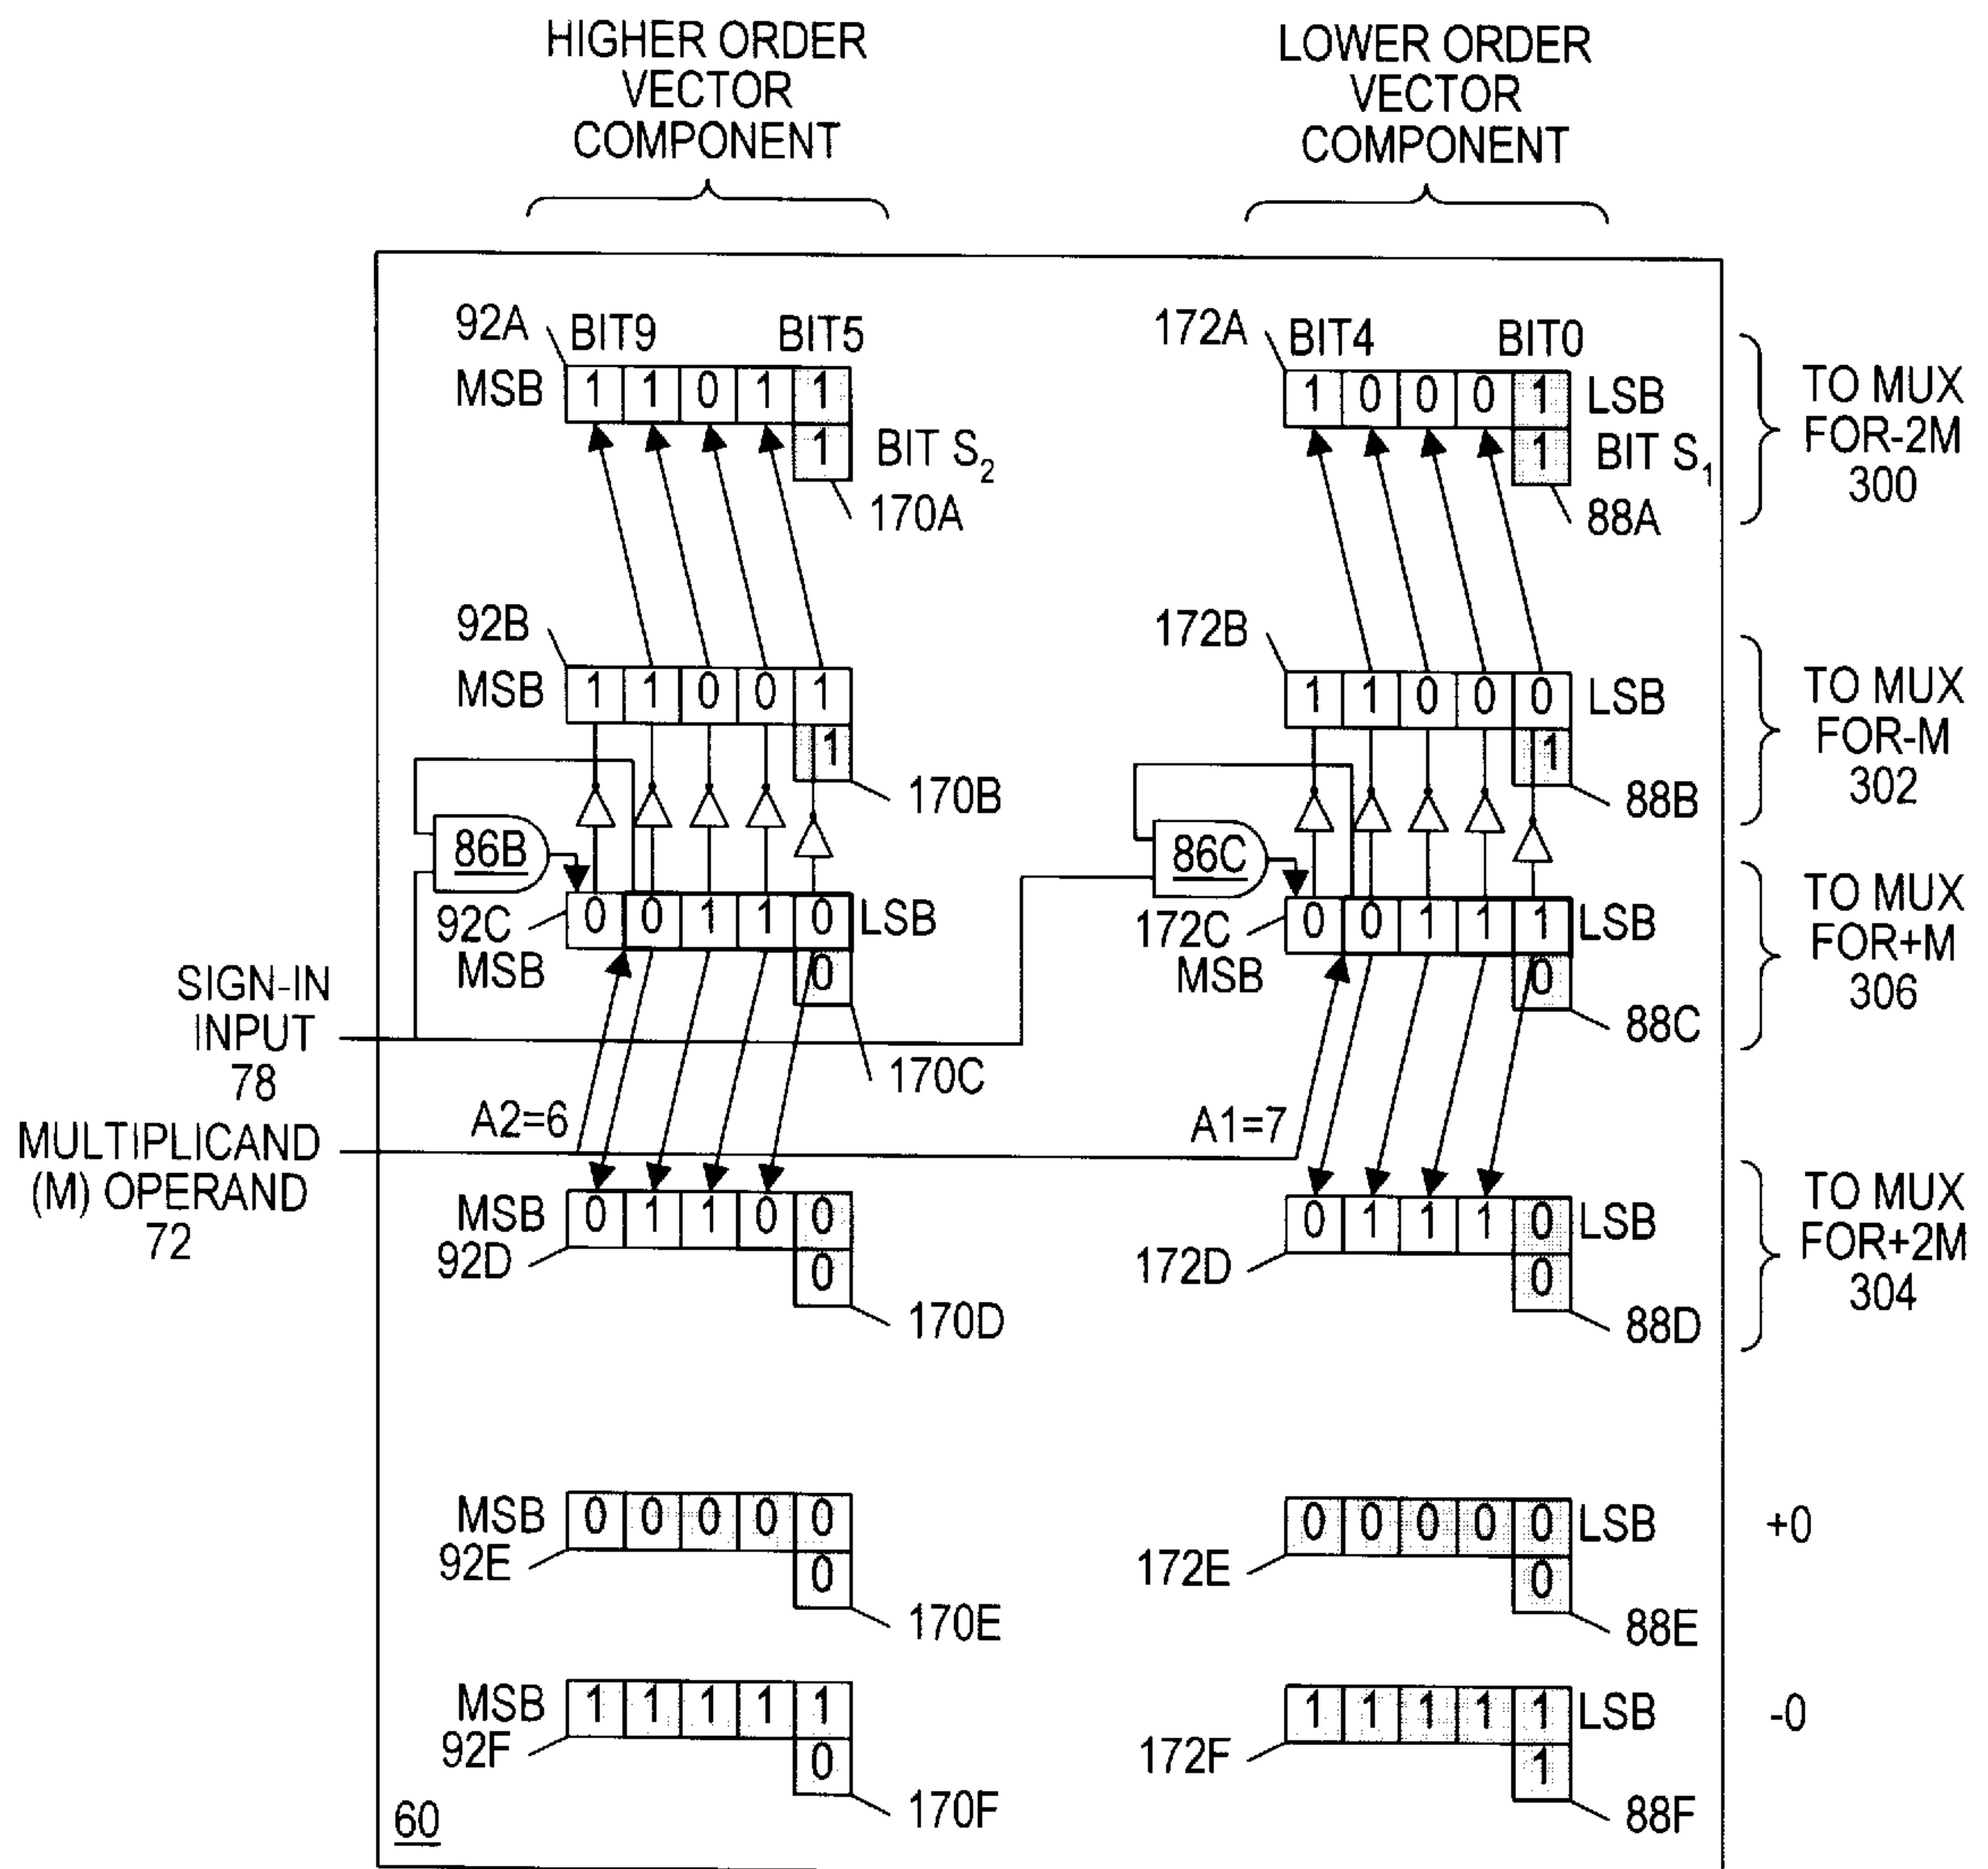 HIGHER ORDER
VECTOR
COMPONENT
LOWER ORDER
VECTOR
COMPONENT
92A
BIT9
BIT5
172A
BIT4
BIT0
MSB
1 1 0 1 1
1 0 0 0 1
LSB
1
BIT S2
1
BIT S1
170A
88A
TO MUX
FOR-2M
300
92B
172B
MSB
1 1 0 0 1
1 1 0 0 0
LSB
1
1
170B
88B
TO MUX
FOR-M
302
86B
86C
92C
0 0 1 1 0
LSB
172C
0 0 1 1 1
LSB
MSB
0
MSB
0
170C
88C
TO MUX
FOR+M
306
SIGN-IN
INPUT
78
A2=6
A1=7
MULTIPLICAND
(M) OPERAND
72
MSB
0 1 1 0 0
0 1 1 1 0
LSB
92D
0
172D
0
170D
88D
TO MUX
FOR+2M
304
MSB
0 0 0 0 0
0 0 0 0 0
LSB
+0
92E
0
172E
0
170E
88E
MSB
1 1 1 1 1
1 1 1 1 1
LSB
-0
92F
0
172F
1
170F
88F
60